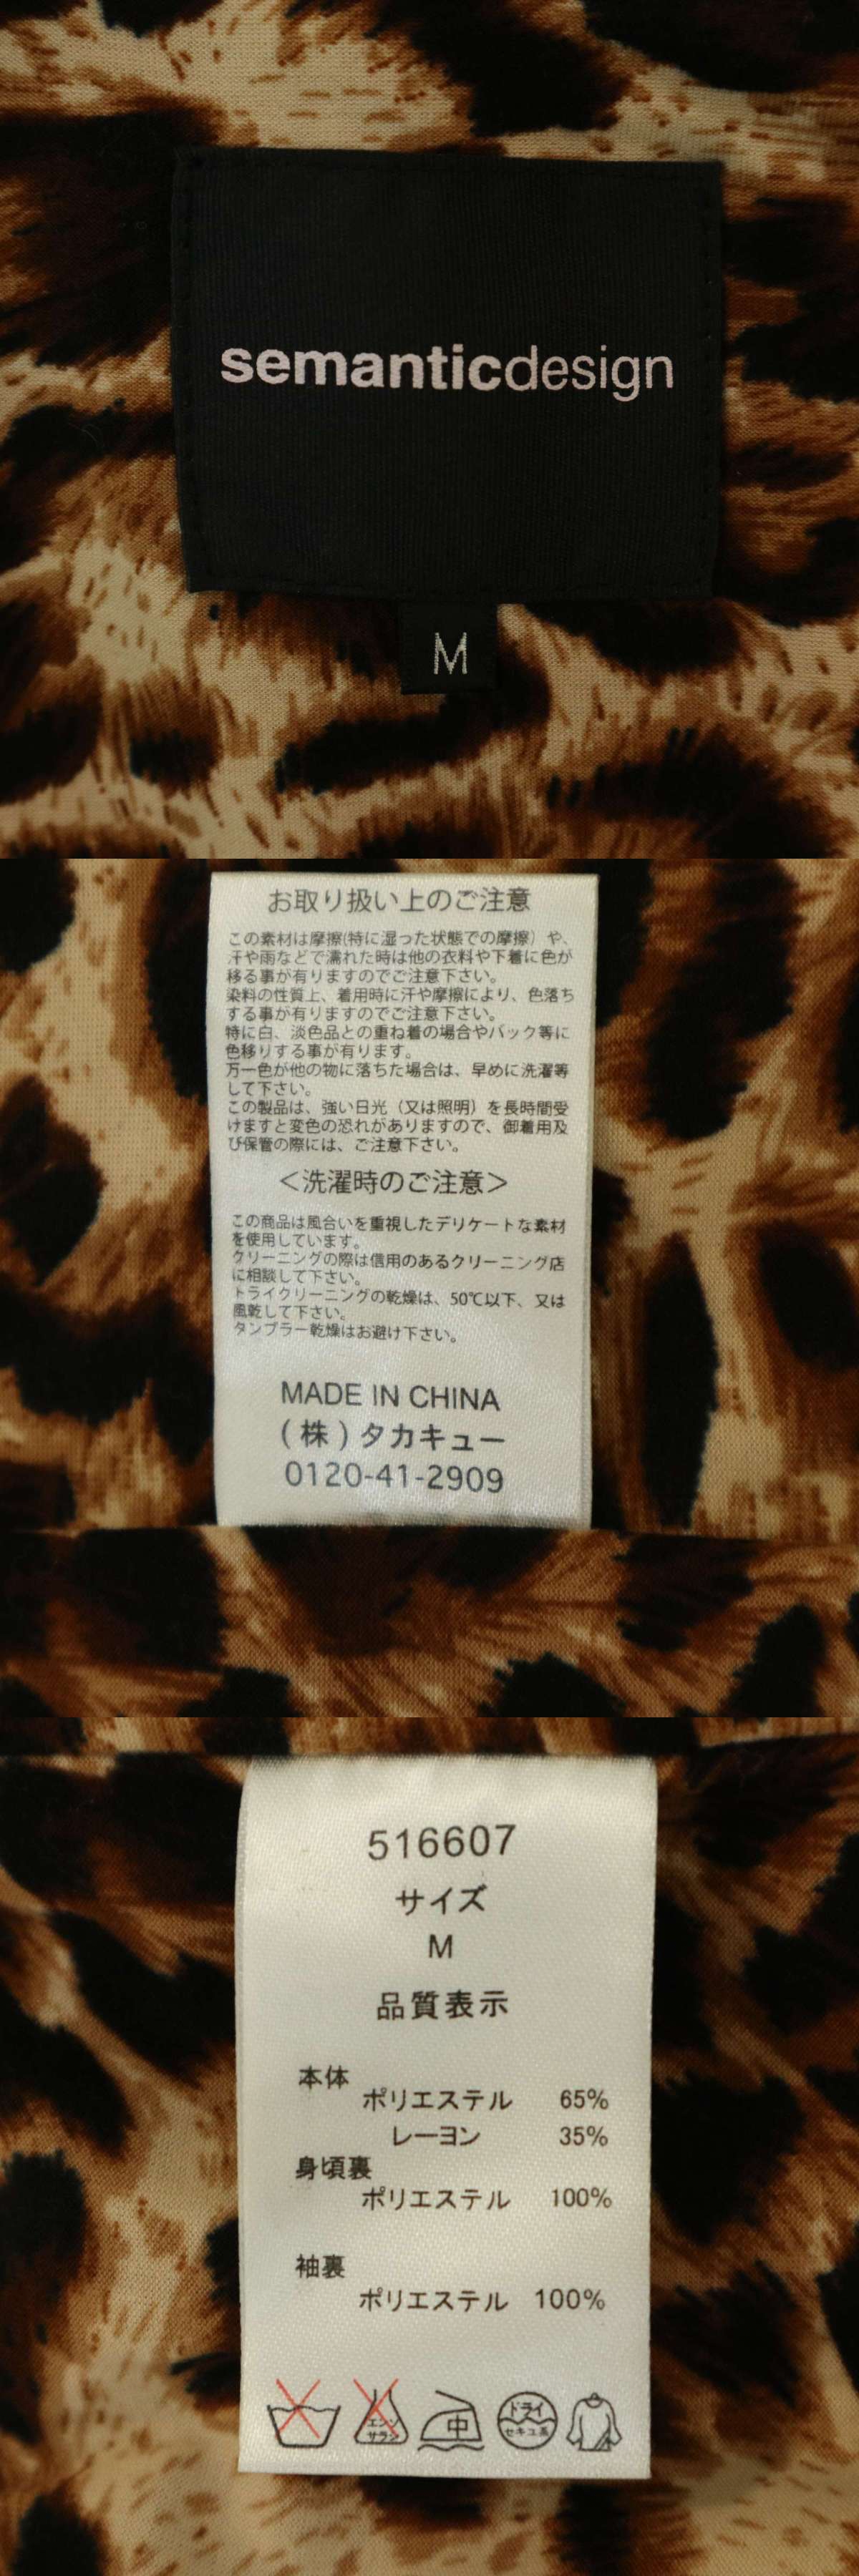 semanticdesign
M
お取り扱い上のご注意
この素材は摩擦(特に湿った状態での摩擦）や、
汗や雨などで濡れた時は他の衣料や下着に色が
移る事が有りますのでご注意下さい。
染料の性質上、着用時に汗や摩擦により、色落ち
する事が有りますのでご注意下さい。
特に白、淡色品との重ね着の場合やバック等に
色移りする事が有ります。
万一色が他の物に落ちた場合は、早めに洗濯等
して下さい。
この製品は、強い日光（又は照明）を長時間受
けますと変色の恐れがありますので、御着用及
び保管の際には、ご注意下さい。
＜洗濯時のご注意＞
この商品は風合いを重視したデリケートな素材
を使用しています。
クリーニングの際は信用のあるクリーニング店
に相談して下さい。
トライクリーニングの乾燥は、50℃以下、又は
風乾して下さい。
タンブラー乾燥はお避け下さい。
MADE IN CHINA
(株)タカキュー
0120-41-2909
516607
サイズ
M
品質表示
本体
ポリエステル 65%
レーヨン 35%
身頃裏
ポリエステル 100%
袖裏
ポリエステル 100%
エンソ サラシ 中 ドライ セキユ系